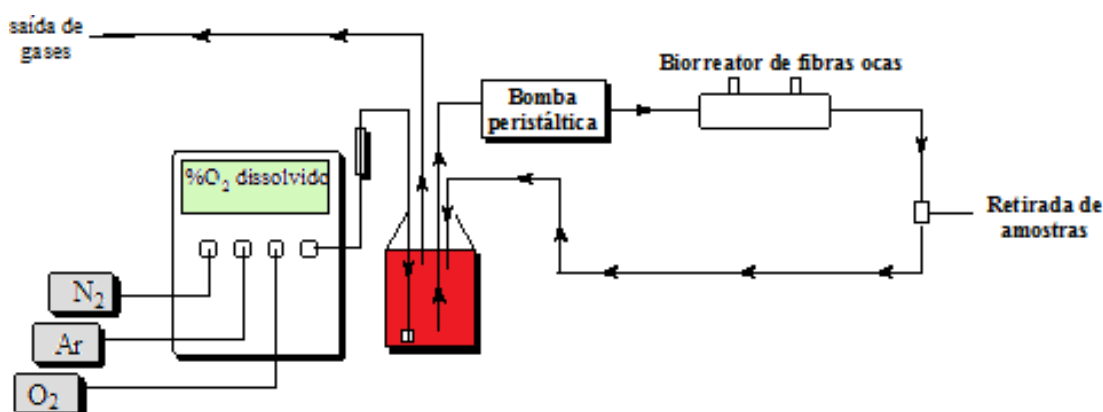 saída de
gases
Biorreator de fibras ocas
Bomba
peristáltica
%O₂ dissolvido
Retirada de
amostras
N₂
Ar
O₂